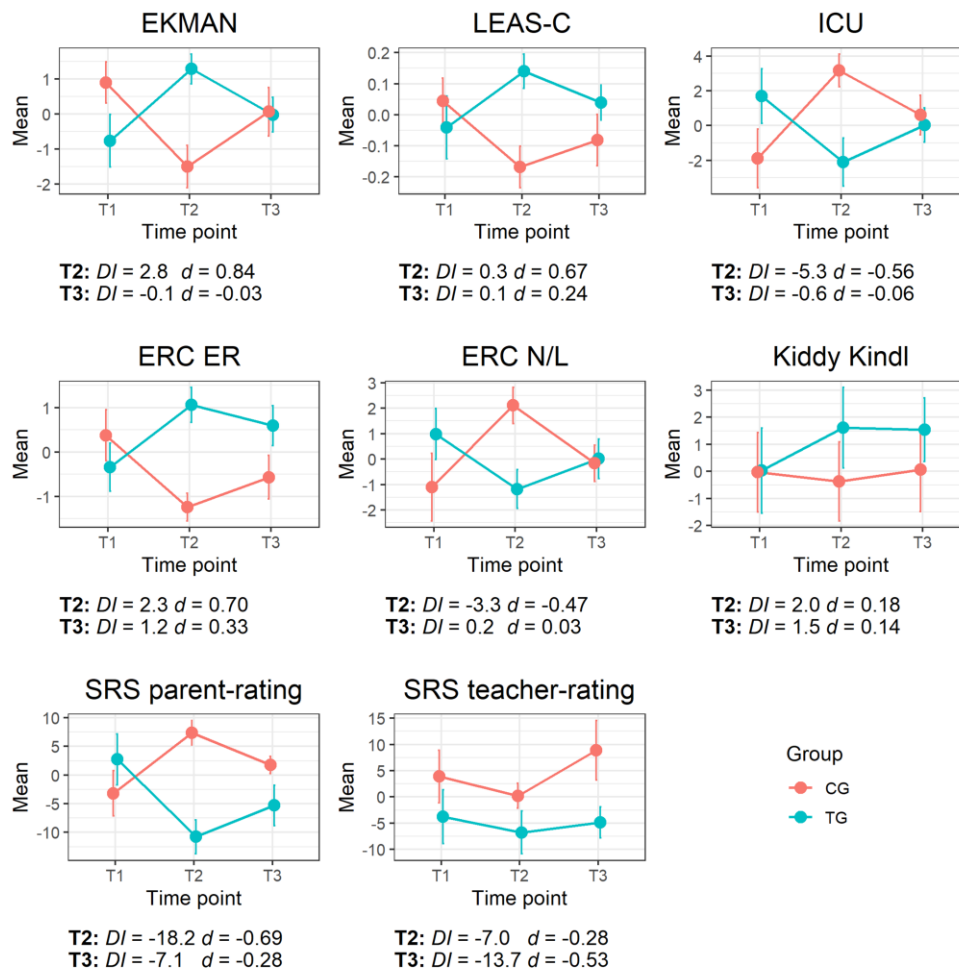 EKMAN
Mean
1
0
-1
-2
T1 T2 T3
Time point
T2: DI = 2.8 d = 0.84
T3: DI = -0.1 d = -0.03
LEAS-C
Mean
0.2
0.1
0.0
-0.1
-0.2
T1 T2 T3
Time point
T2: DI = 0.3 d = 0.67
T3: DI = 0.1 d = 0.24
ICU
Mean
4
2
0
-2
T1 T2 T3
Time point
T2: DI = -5.3 d = -0.56
T3: DI = -0.6 d = -0.06
ERC ER
Mean
1
0
-1
T1 T2 T3
Time point
T2: DI = 2.3 d = 0.70
T3: DI = 1.2 d = 0.33
ERC N/L
Mean
3
2
1
0
-1
-2
T1 T2 T3
Time point
T2: DI = -3.3 d = -0.47
T3: DI = 0.2 d = 0.03
Kiddy Kindl
Mean
3
2
1
0
-1
-2
T1 T2 T3
Time point
T2: DI = 2.0 d = 0.18
T3: DI = 1.5 d = 0.14
SRS parent-rating
Mean
10
5
0
-5
-10
T1 T2 T3
Time point
T2: DI = -18.2 d = -0.69
T3: DI = -7.1 d = -0.28
SRS teacher-rating
Mean
15
10
5
0
-5
-10
T1 T2 T3
Time point
T2: DI = -7.0 d = -0.28
T3: DI = -13.7 d = -0.53
Group
CG
TG